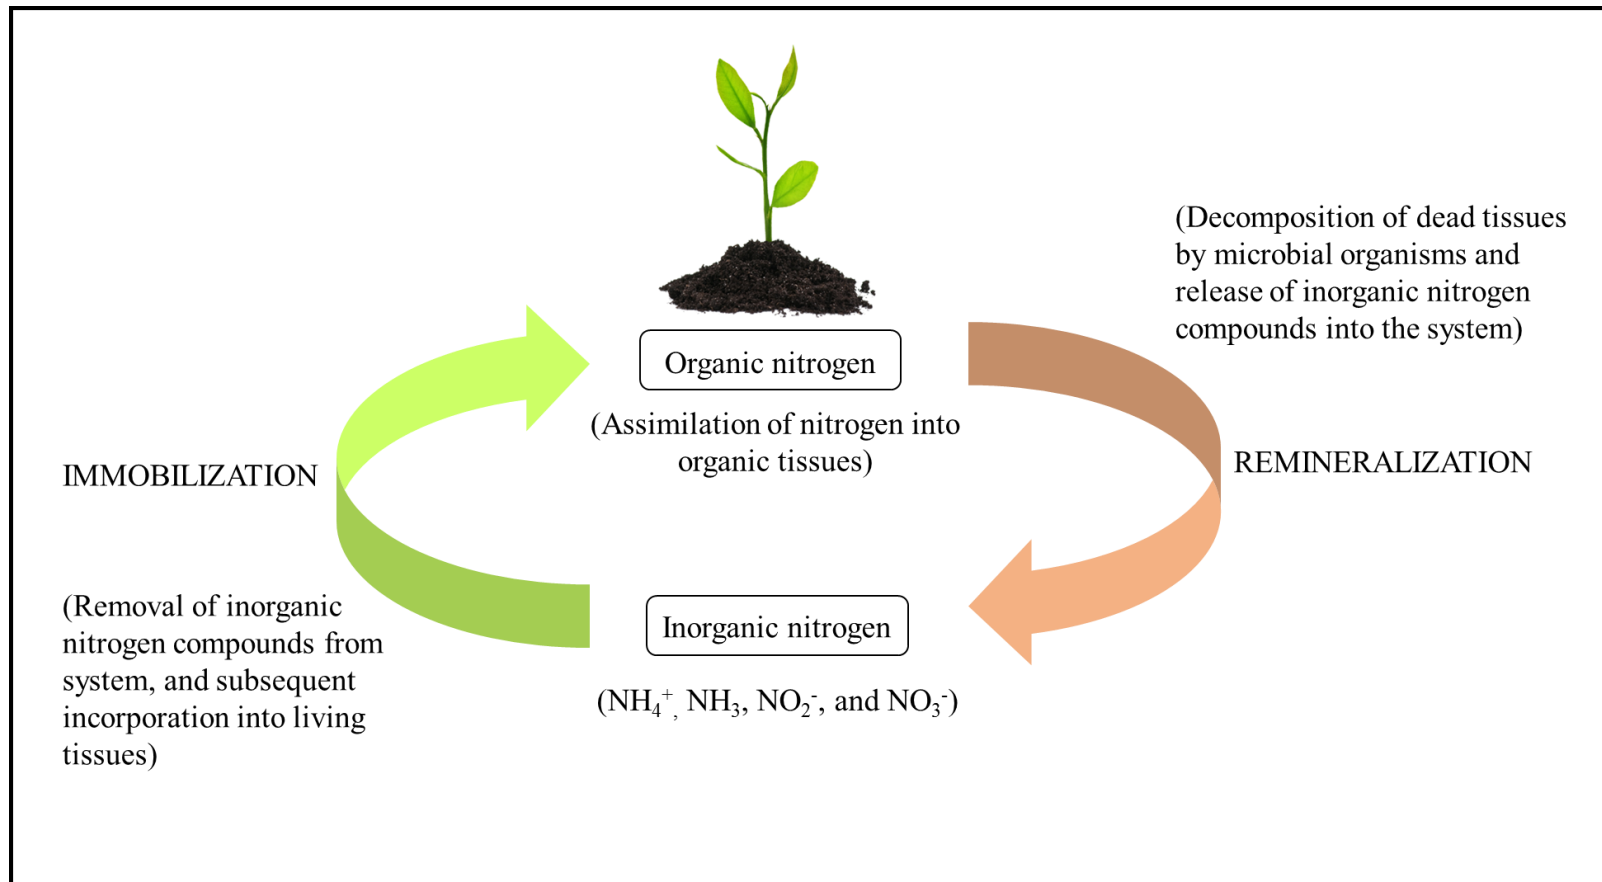 (Decomposition of dead tissues
by microbial organisms and
release of inorganic nitrogen
compounds into the system)
Organic nitrogen
(Assimilation of nitrogen into
organic tissues)
IMMOBILIZATION
REMINERALIZATION
(Removal of inorganic
nitrogen compounds from
system, and subsequent
incorporation into living
tissues)
Inorganic nitrogen
(NH₄⁺, NH₃, NO₂⁻, and NO₃⁻)